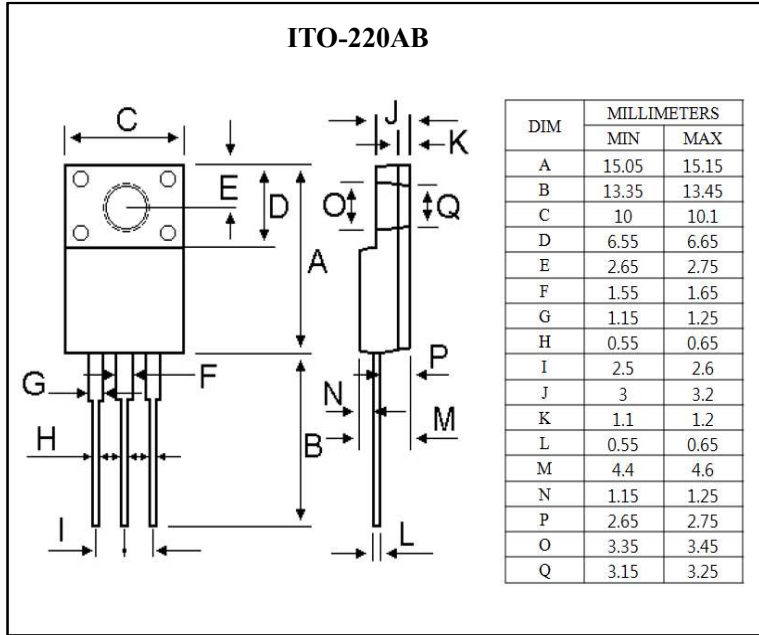 ITO-220AB
C
E
D
A
G
F
H
B
I
J
K
O
Q
P
N
M
L
DIM MILLIMETERS
MIN MAX
A 15.05 15.15
B 13.35 13.45
C 10 10.1
D 6.55 6.65
E 2.65 2.75
F 1.55 1.65
G 1.15 1.25
H 0.55 0.65
I 2.5 2.6
J 3 3.2
K 1.1 1.2
L 0.55 0.65
M 4.4 4.6
N 1.15 1.25
P 2.65 2.75
O 3.35 3.45
Q 3.15 3.25